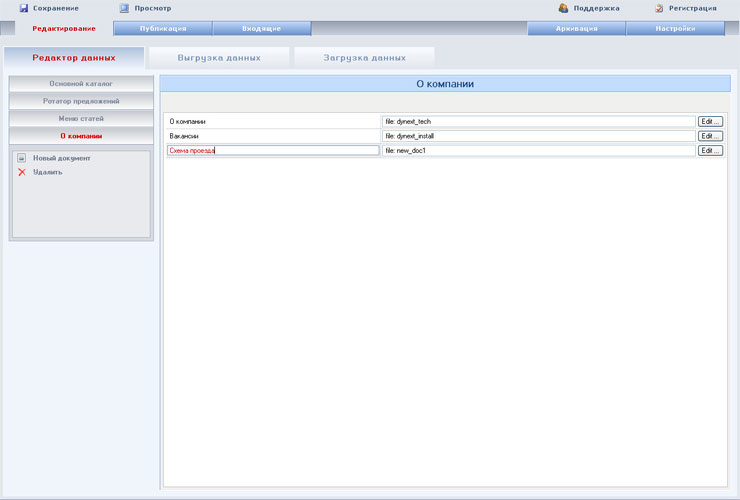 Сохранение Просмотр Поддержка Регистрация
Редактирование Публикация Входящие Архивация Настройки
Редактор данных Выгрузка данных Загрузка данных
Основной каталог
Ротатор предложений
Меню статей
О компании
Новый документ
Удалить
О компании
О компании file: dynext_tech Edit ...
Вакансии file: dynext_install Edit ...
Схема проезда file: new_doc1 Edit ...